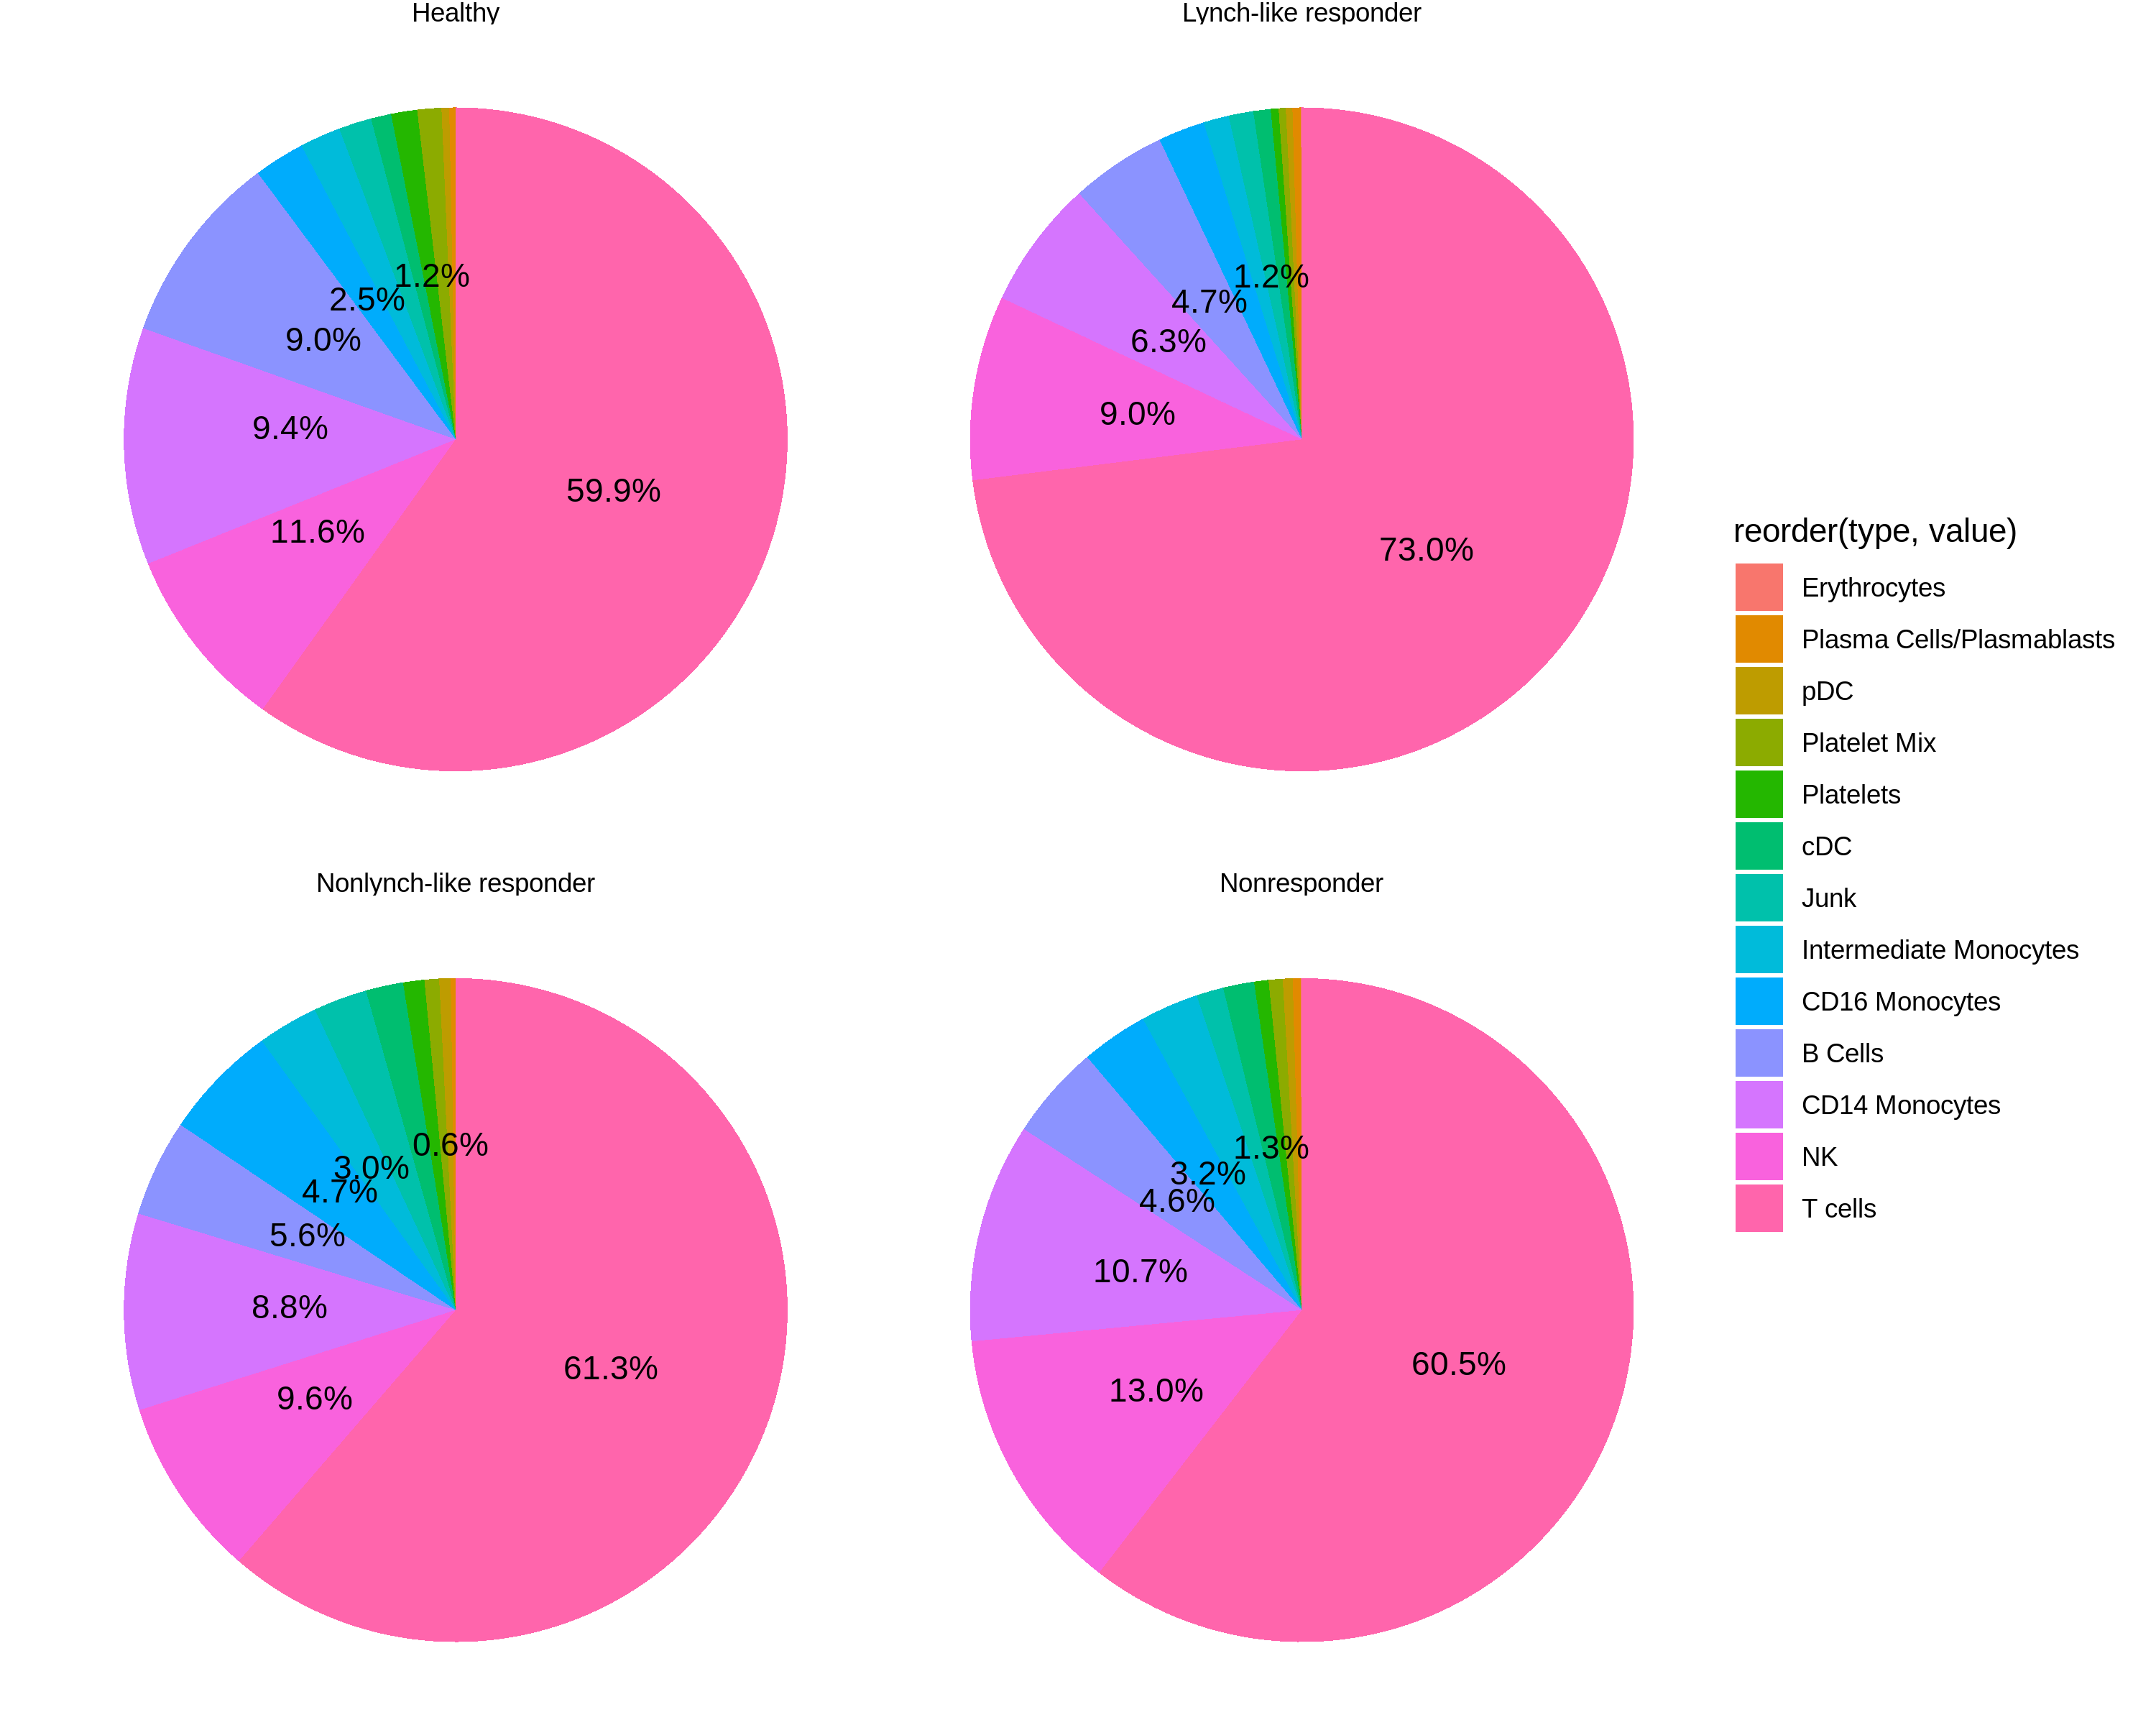 Healthy
1.2%
2.5%
9.0%
9.4%
59.9%
11.6%
Lynch-like responder
1.2%
4.7%
6.3%
9.0%
73.0%
Nonlynch-like responder
0.6%
3.0%
4.7%
5.6%
8.8%
61.3%
9.6%
Nonresponder
1.3%
3.2%
4.6%
10.7%
60.5%
13.0%
reorder(type, value)
Erythrocytes
Plasma Cells/Plasmablasts
pDC
Platelet Mix
Platelets
cDC
Junk
Intermediate Monocytes
CD16 Monocytes
B Cells
CD14 Monocytes
NK
T cells